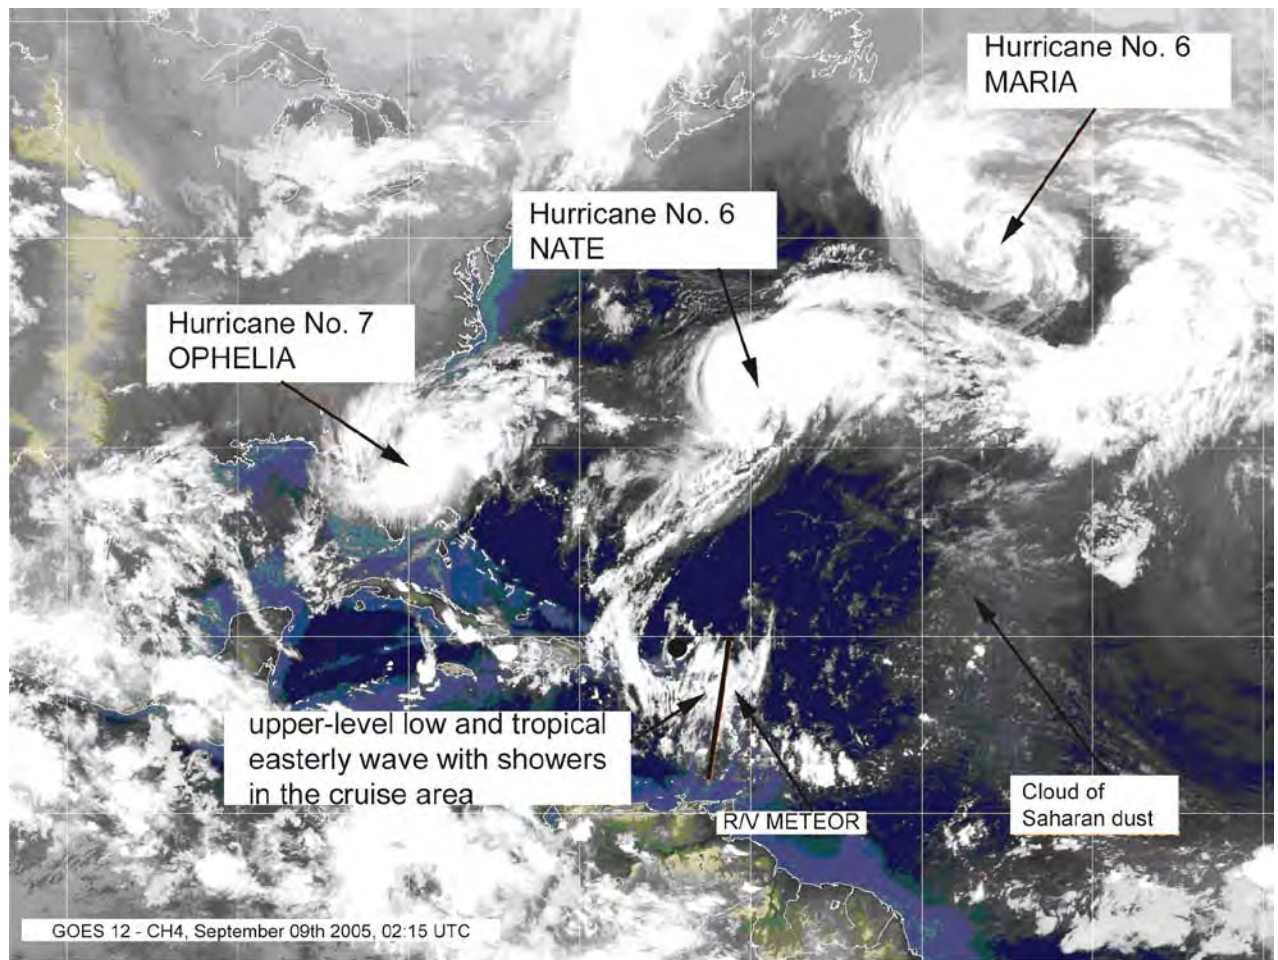 Hurricane No. 6
MARIA
Hurricane No. 6
NATE
Hurricane No. 7
OPHELIA
upper-level low and tropical
easterly wave with showers
in the cruise area
R/V METEOR
Cloud of
Saharan dust
GOES 12 - CH4, September 09th 2005, 02:15 UTC